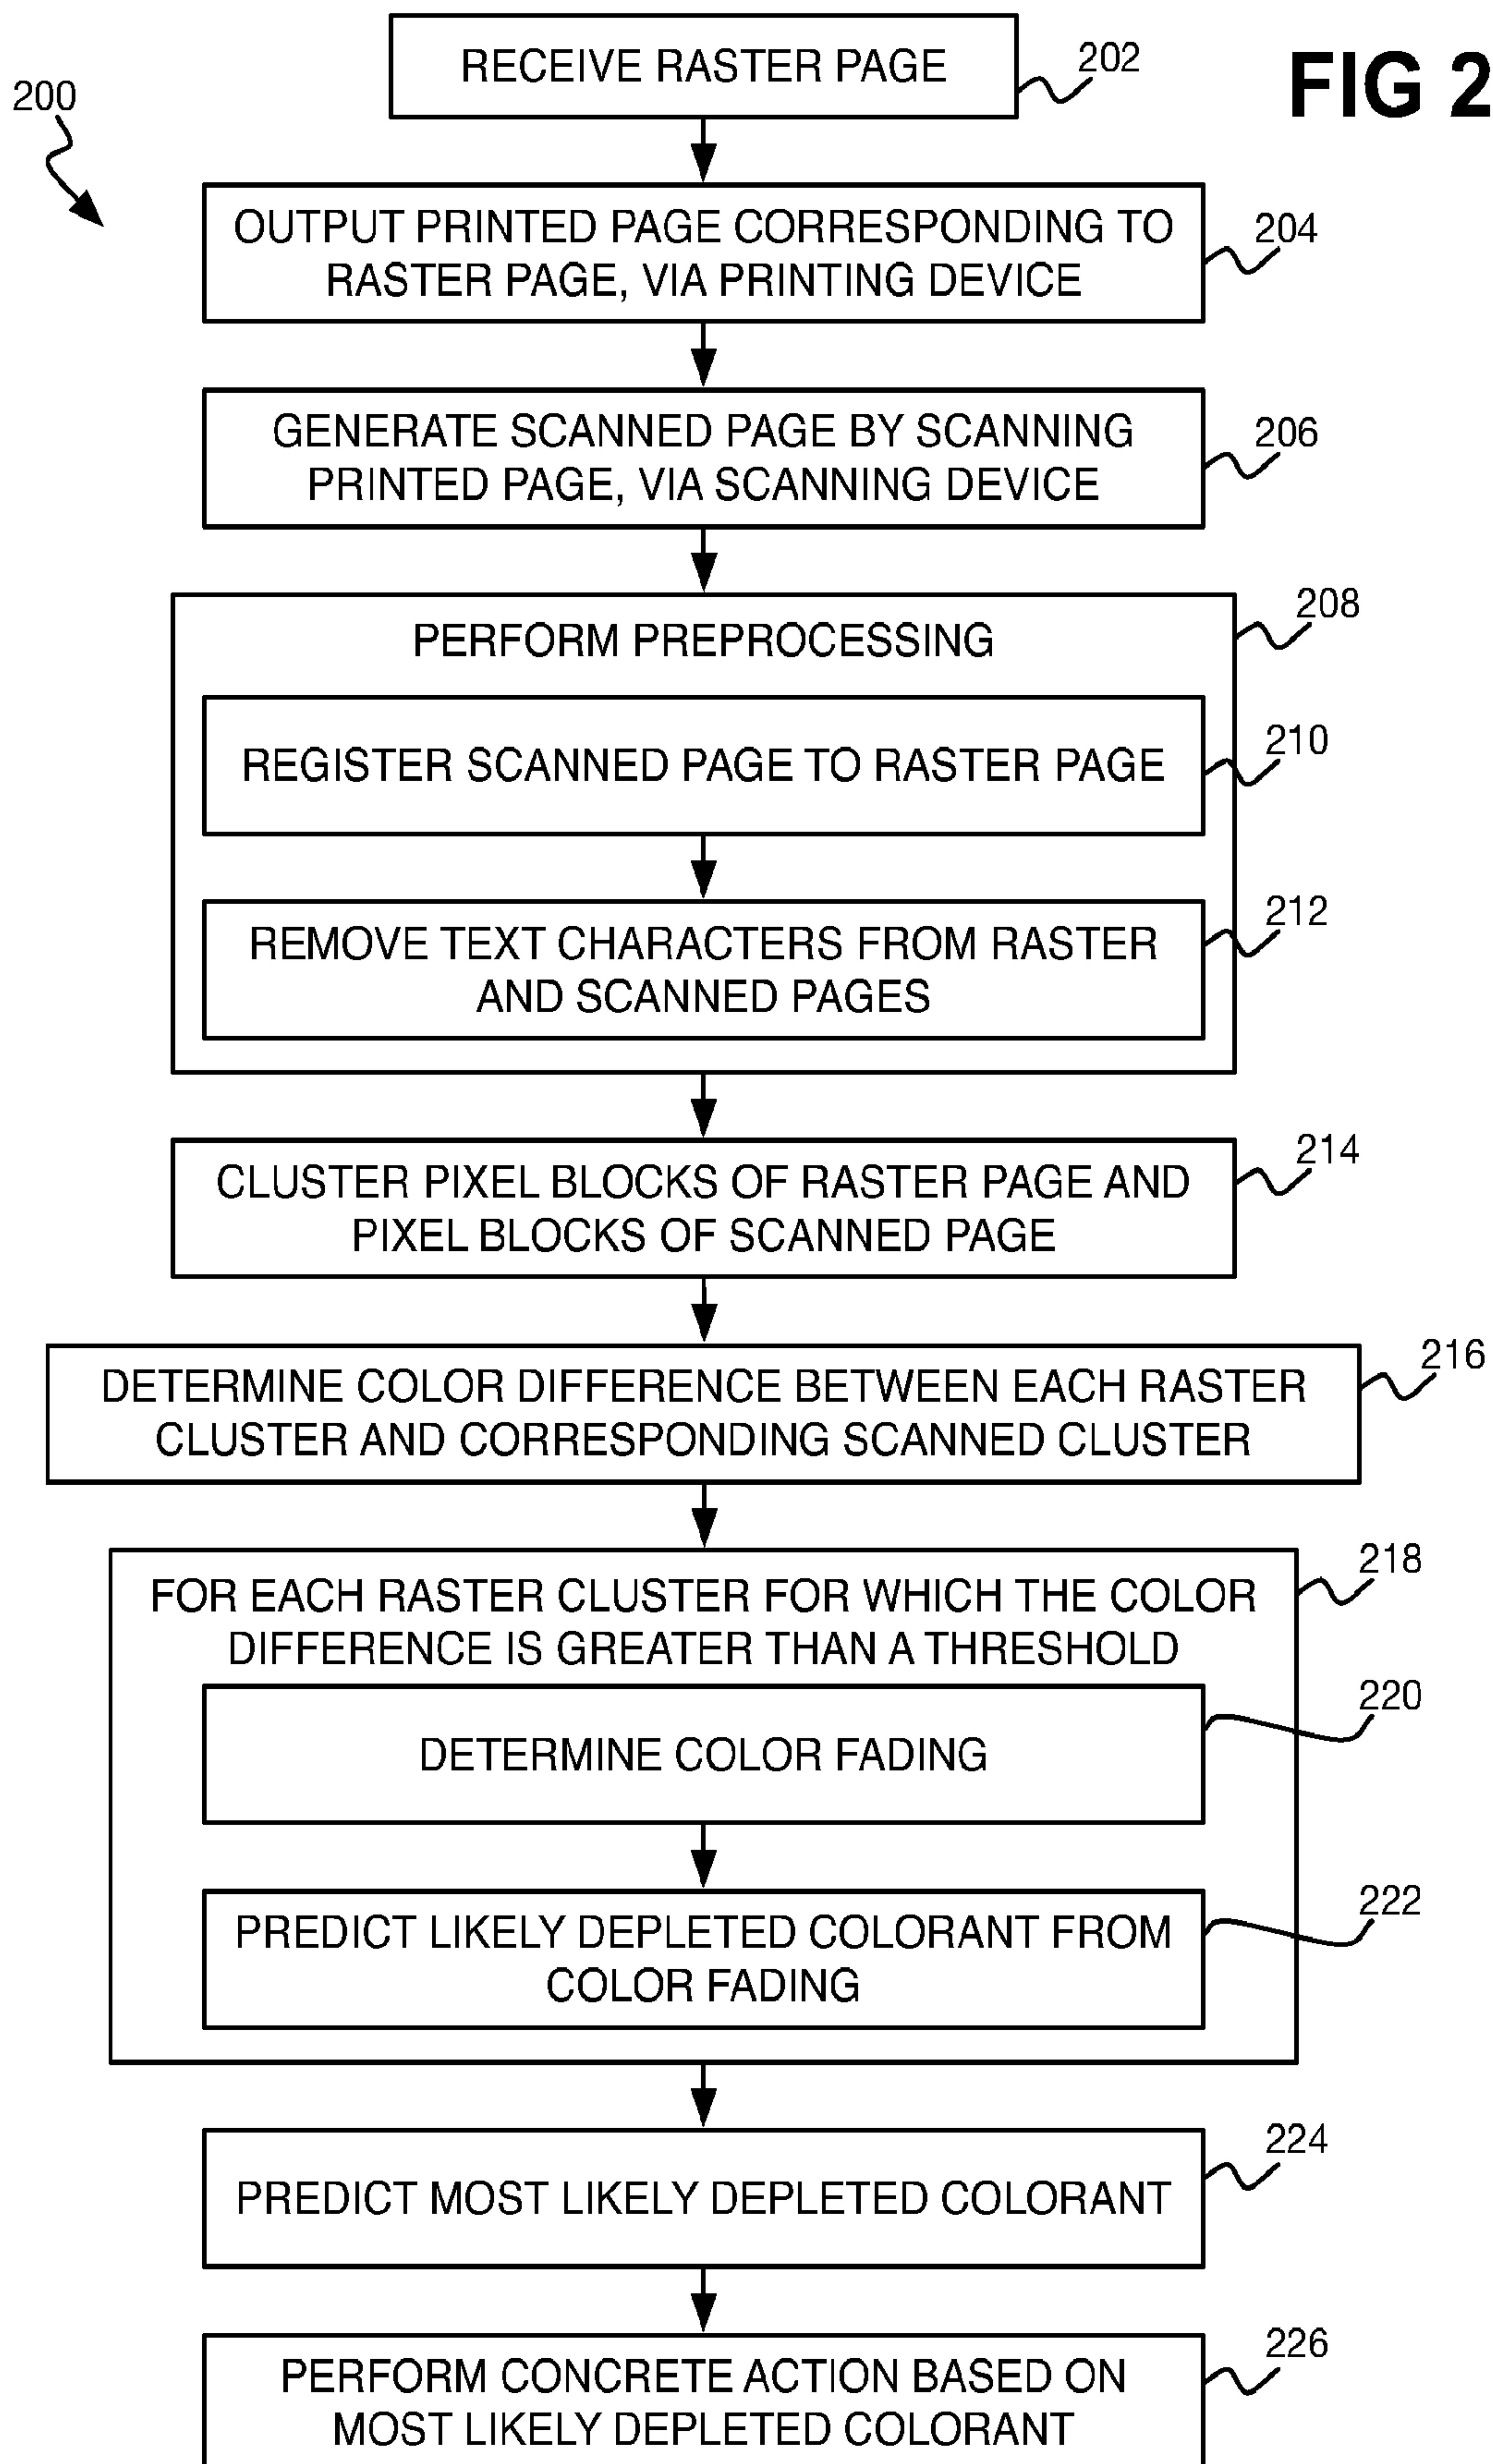 RECEIVE RASTER PAGE
202
FIG 2
200
OUTPUT PRINTED PAGE CORRESPONDING TO
RASTER PAGE, VIA PRINTING DEVICE
204
GENERATE SCANNED PAGE BY SCANNING
PRINTED PAGE, VIA SCANNING DEVICE
206
PERFORM PREPROCESSING
208
REGISTER SCANNED PAGE TO RASTER PAGE
210
REMOVE TEXT CHARACTERS FROM RASTER
AND SCANNED PAGES
212
CLUSTER PIXEL BLOCKS OF RASTER PAGE AND
PIXEL BLOCKS OF SCANNED PAGE
214
DETERMINE COLOR DIFFERENCE BETWEEN EACH RASTER
CLUSTER AND CORRESPONDING SCANNED CLUSTER
216
FOR EACH RASTER CLUSTER FOR WHICH THE COLOR
DIFFERENCE IS GREATER THAN A THRESHOLD
218
DETERMINE COLOR FADING
220
PREDICT LIKELY DEPLETED COLORANT FROM
COLOR FADING
222
PREDICT MOST LIKELY DEPLETED COLORANT
224
PERFORM CONCRETE ACTION BASED ON
MOST LIKELY DEPLETED COLORANT
226